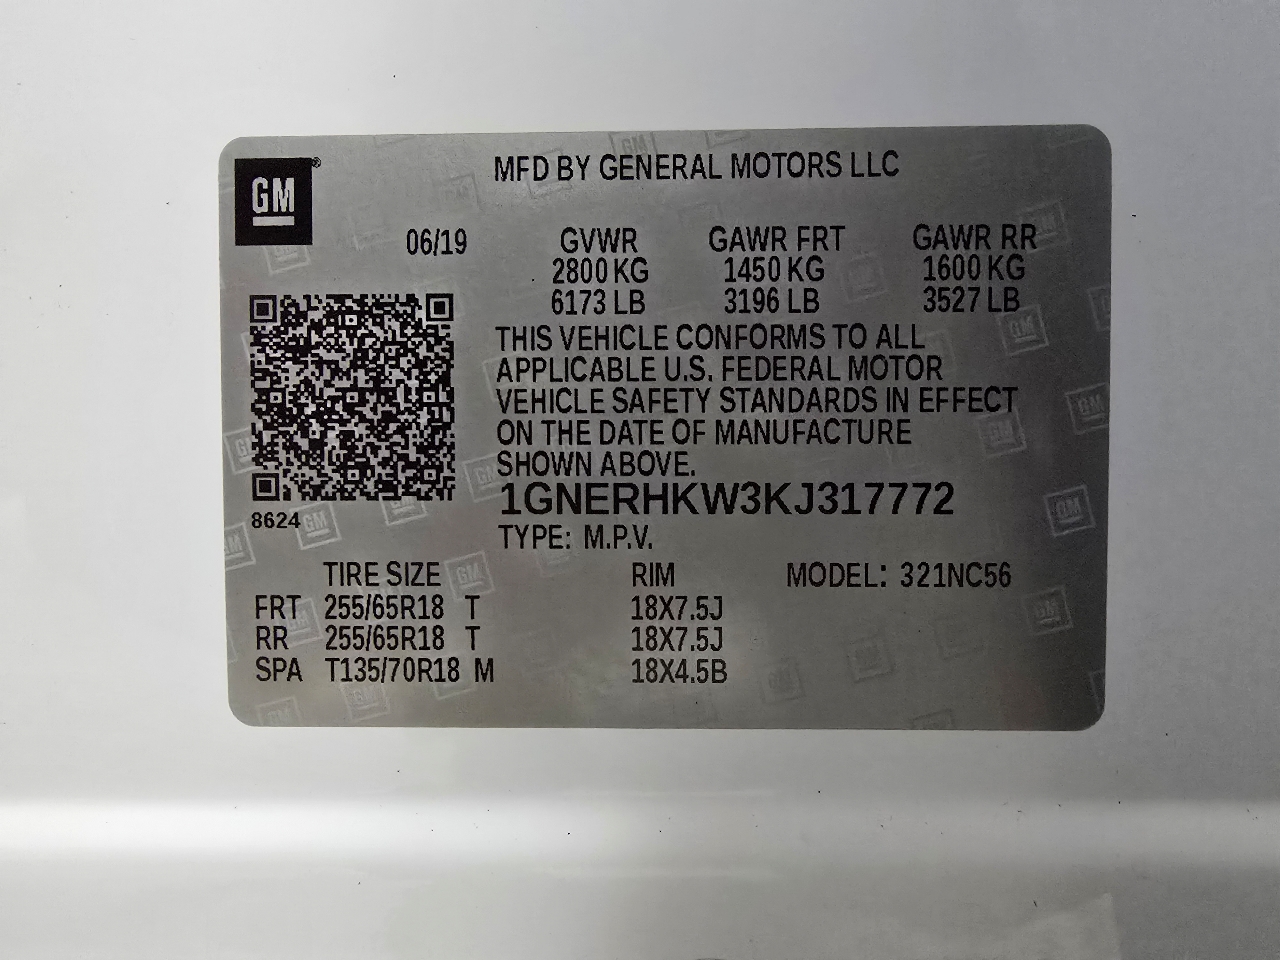 GM®
MFD BY GENERAL MOTORS LLC
06/19 GVWR GAWR FRT GAWR RR
2800 KG 1450 KG 1600 KG
6173 LB 3196 LB 3527 LB
THIS VEHICLE CONFORMS TO ALL
APPLICABLE U.S. FEDERAL MOTOR
VEHICLE SAFETY STANDARDS IN EFFECT
ON THE DATE OF MANUFACTURE
SHOWN ABOVE.
1GNERHKW3KJ317772
8624
TYPE: M.P.V.
TIRE SIZE RIM MODEL: 321NC56
FRT 255/65R18 T 18X7.5J
RR 255/65R18 T 18X7.5J
SPA T135/70R18 M 18X4.5B